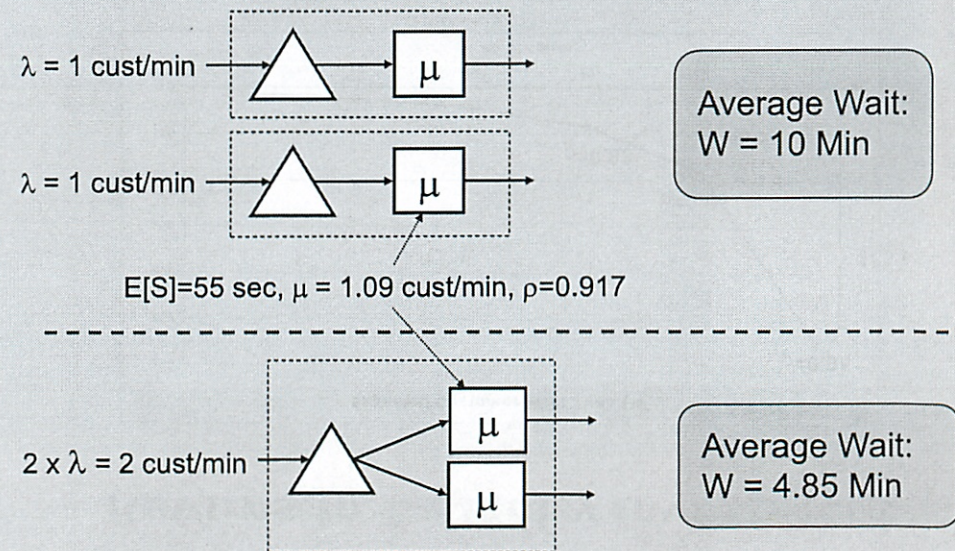 λ = 1 cust/min
μ
Average Wait:
W = 10 Min
λ = 1 cust/min
μ
E[S]=55 sec, μ = 1.09 cust/min, ρ=0.917
2 x λ = 2 cust/min
μ
μ
Average Wait:
W = 4.85 Min